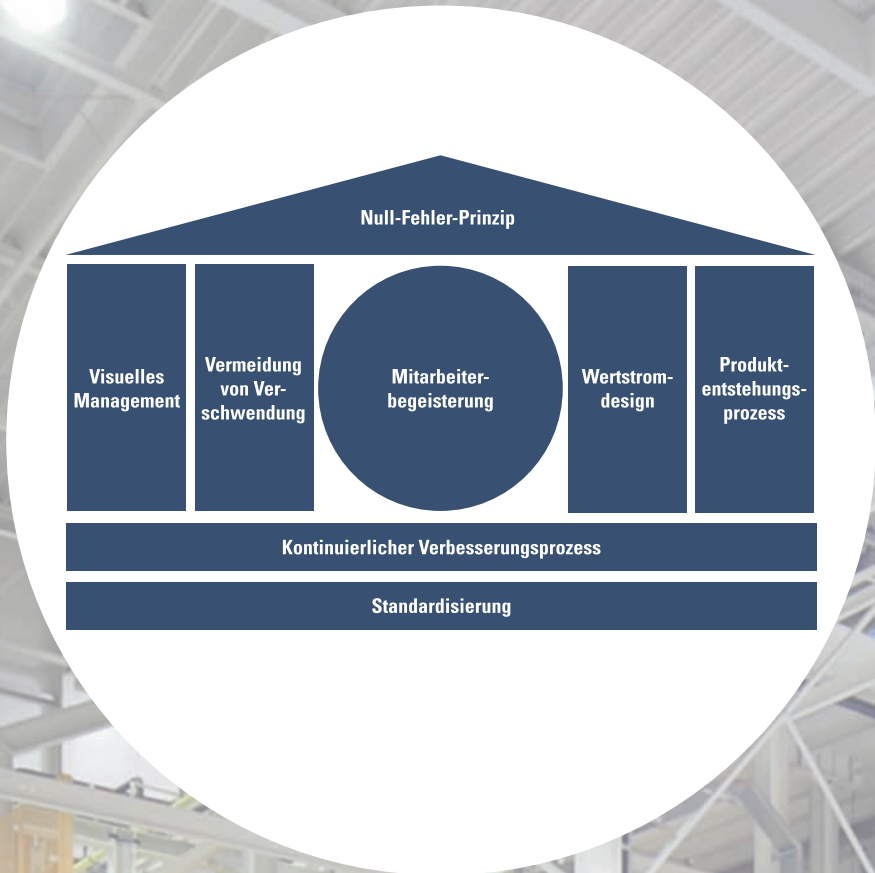 Null-Fehler-Prinzip
Visuelles
Management
Vermeidung
von Ver-
schwendung
Mitarbeiter-
begeisterung
Wertstrom-
design
Produkt-
entstehungs-
prozess
Kontinuierlicher Verbesserungsprozess
Standardisierung